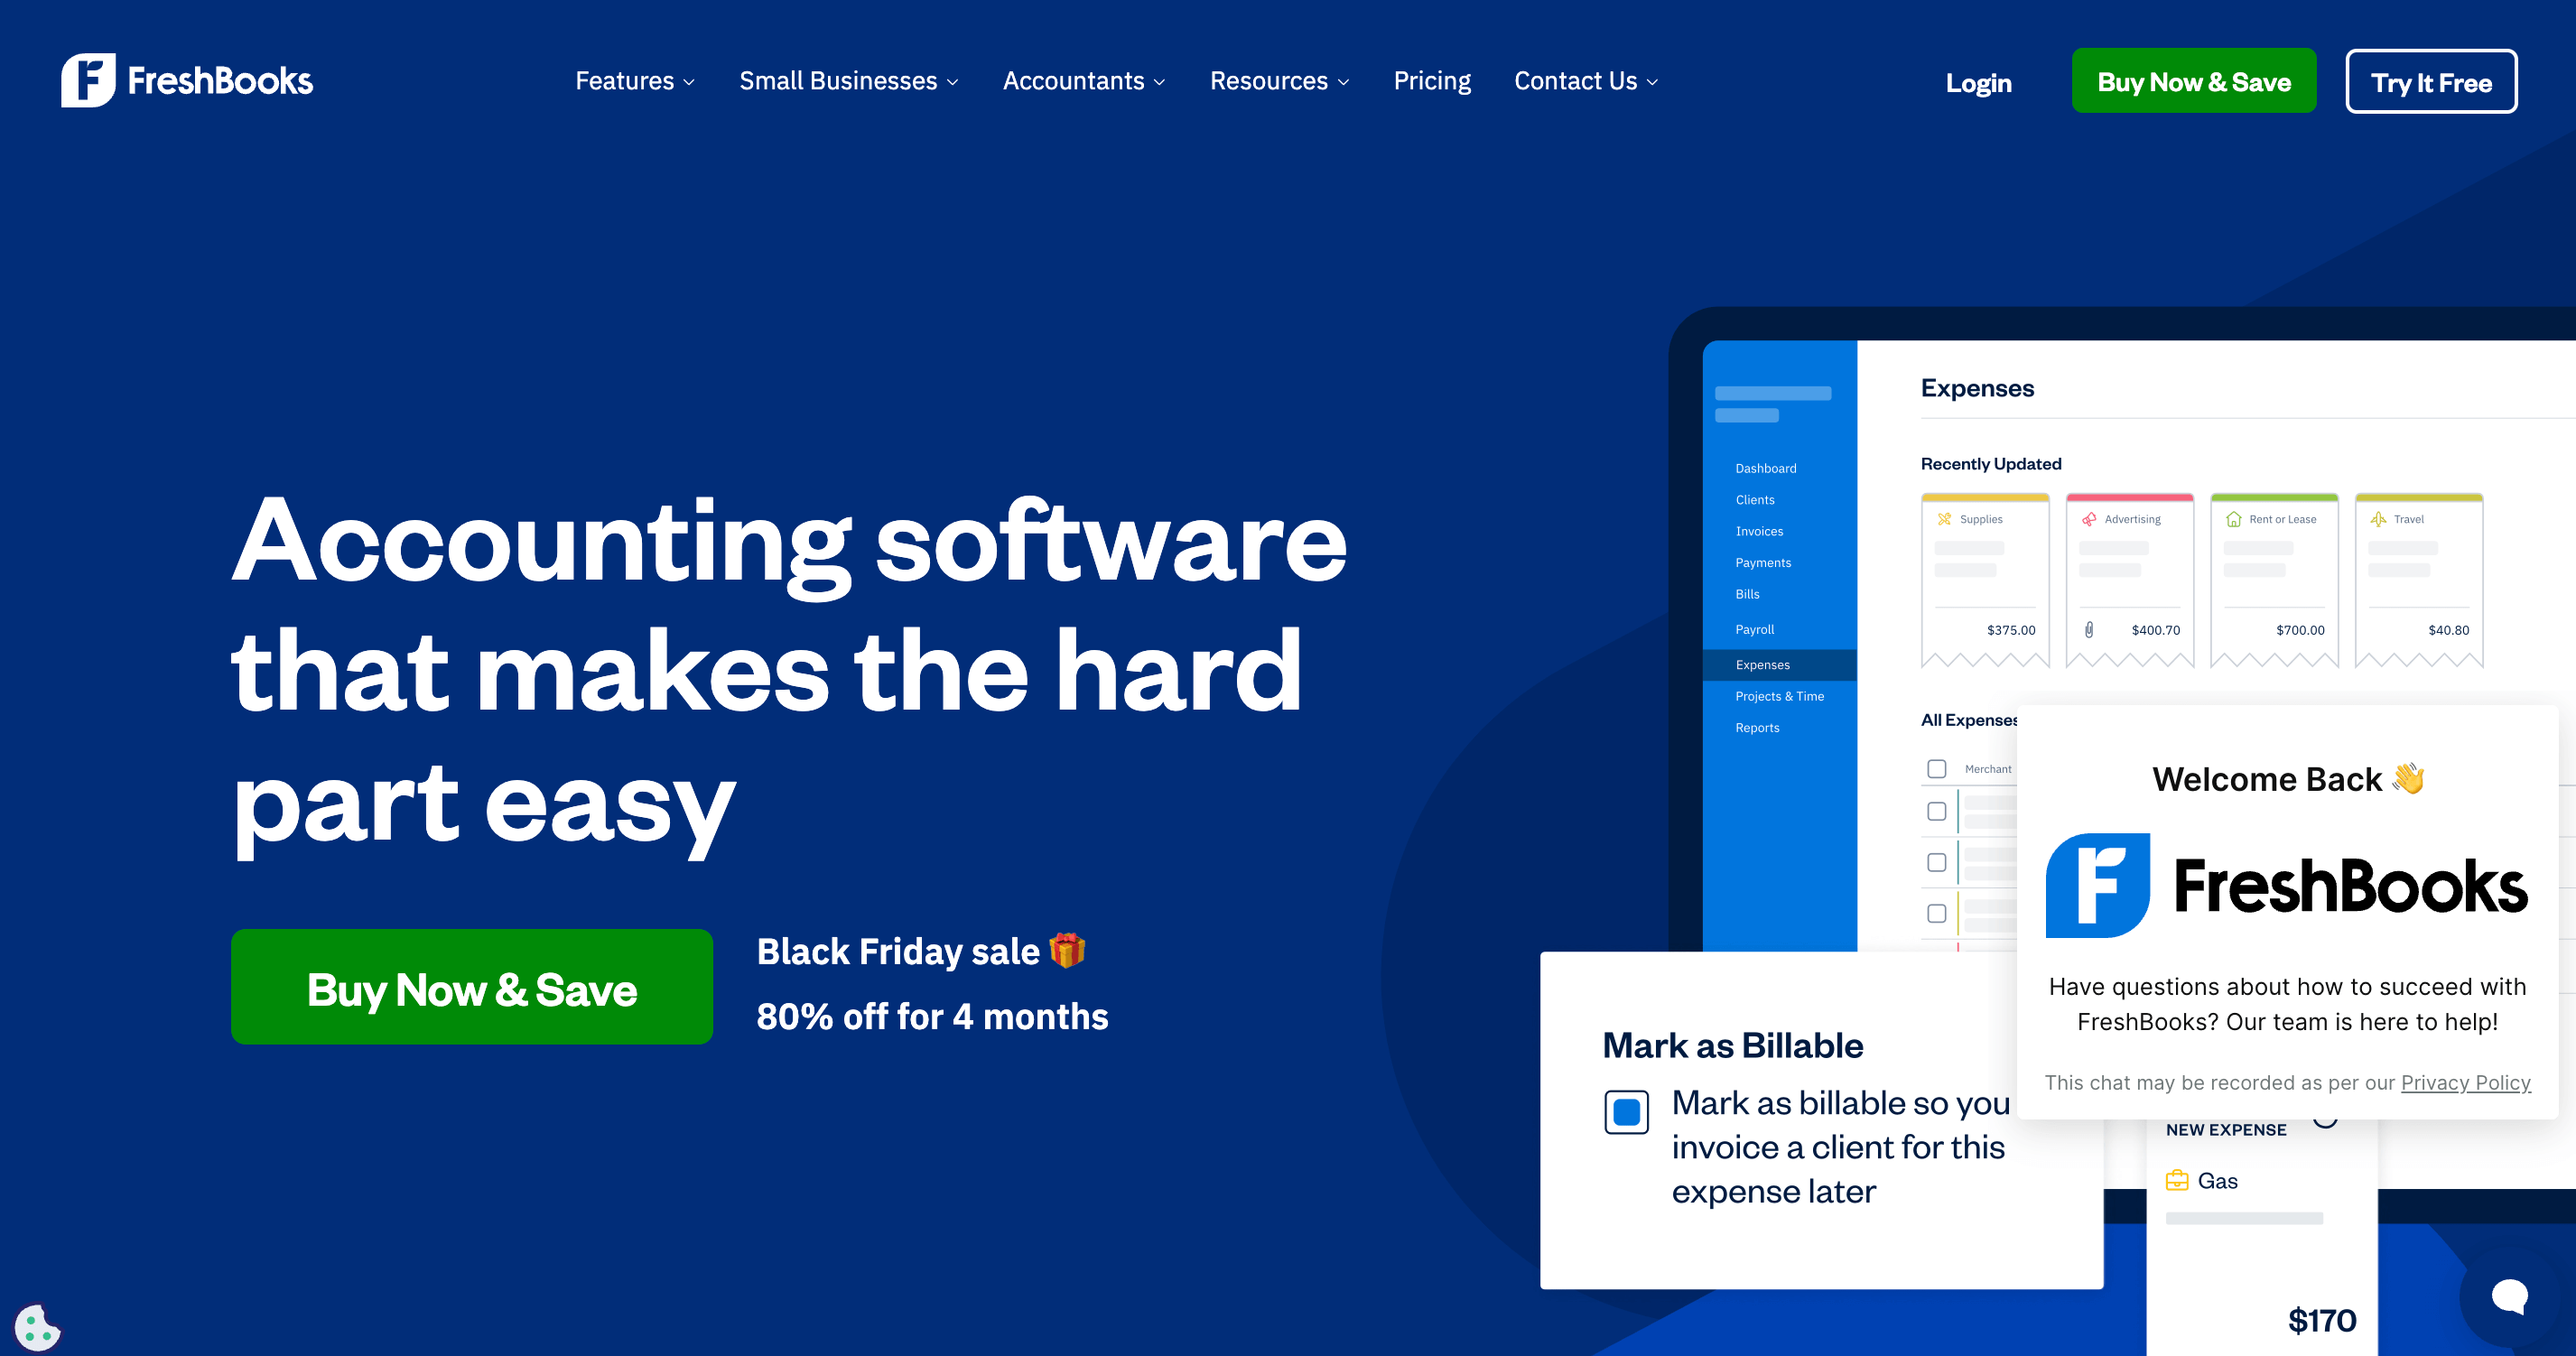 FreshBooks
Features
Small Businesses
Accountants
Resources
Pricing
Contact Us
Login
Buy Now & Save
Try It Free
Accounting software
that makes the hard
part easy
Buy Now & Save
Black Friday sale 🎁
80% off for 4 months
Dashboard
Clients
Invoices
Payments
Bills
Payroll
Expenses
Projects & Time
Reports
Expenses
Recently Updated
Supplies
$375.00
Advertising
$400.70
Rent or Lease
$700.00
Travel
$40.80
All Expenses
Merchant
Mark as Billable
Mark as billable so you
invoice a client for this
expense later
Welcome Back 👋
FreshBooks
Have questions about how to succeed with
FreshBooks? Our team is here to help!
This chat may be recorded as per our Privacy Policy
NEW EXPENSE
Gas
$170